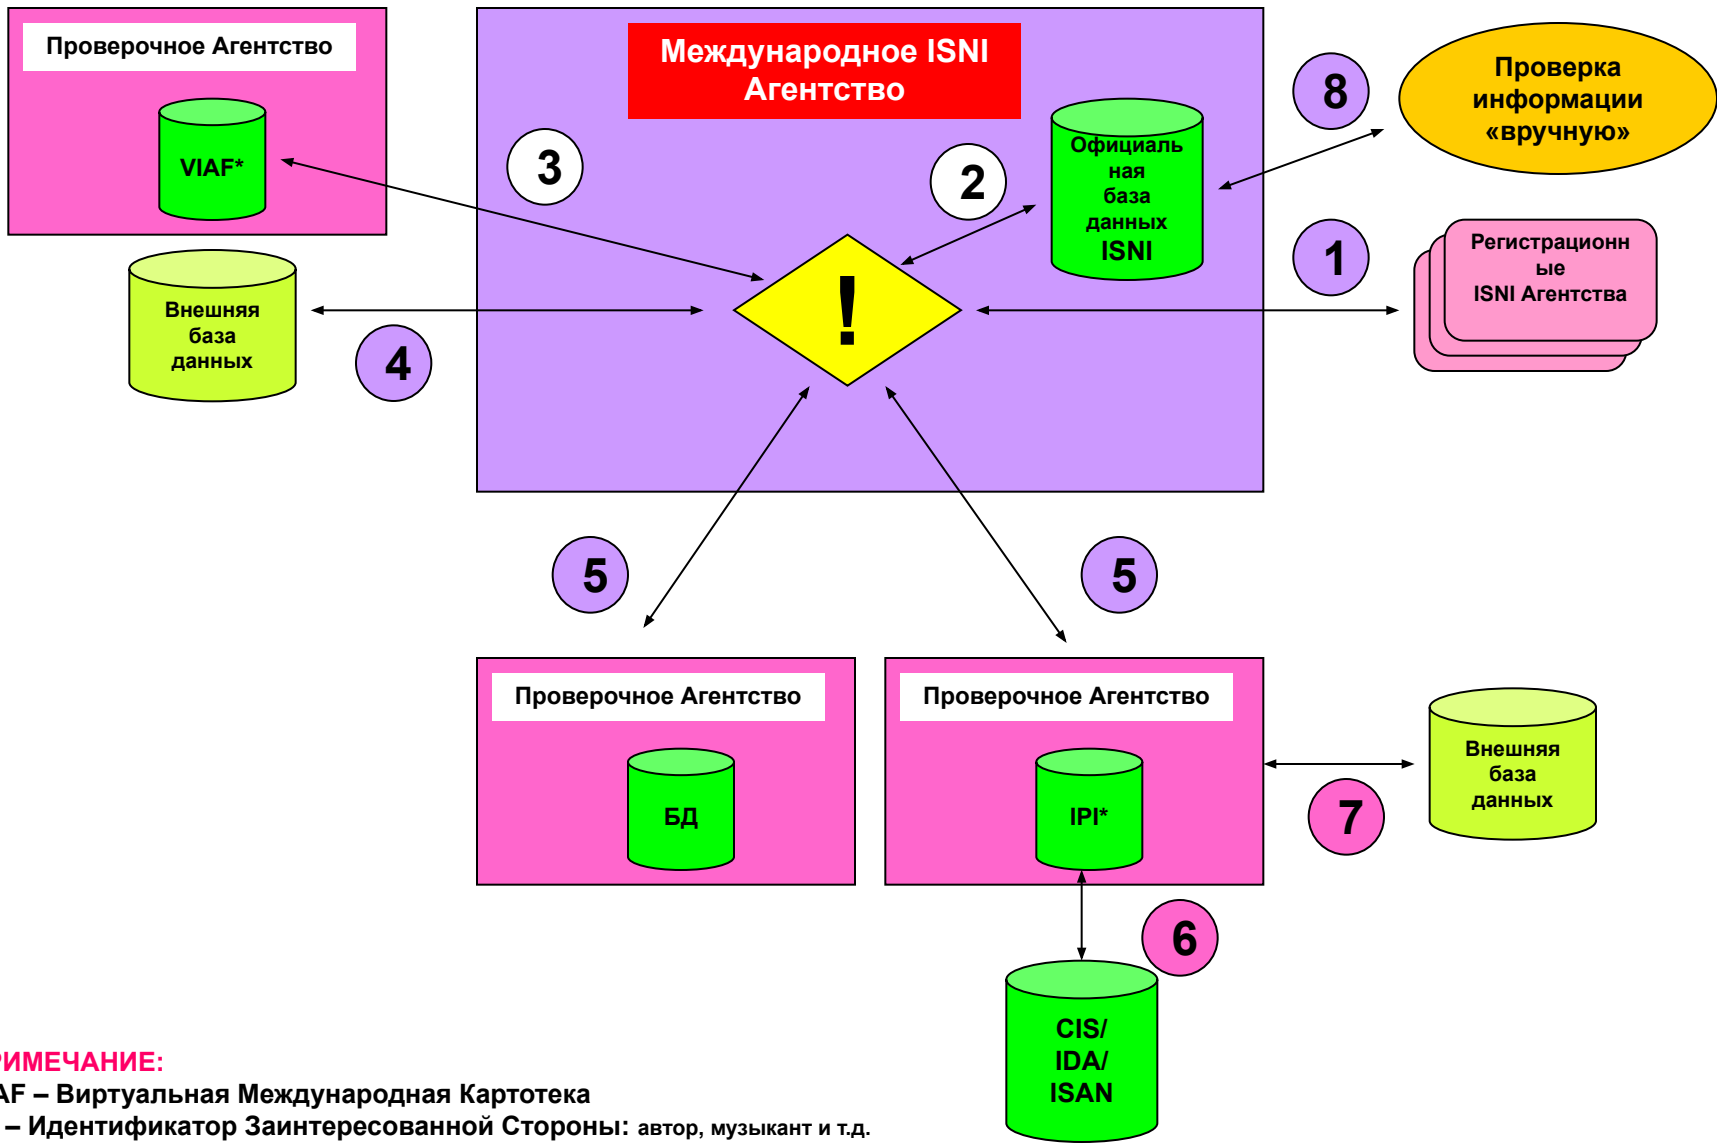 Проверочное Агентство
VIAF*
Международное ISNI
Агентство
3
2
Официаль
ная
база
данных
ISNI
8
Проверка
информации
«вручную»
1
Регистрационн
ые
ISNI Агентства
Внешняя
база
данных
4
!
5
5
Проверочное Агентство
БД
Проверочное Агентство
IPI*
7
Внешняя
база
данных
6
CIS/
IDA/
ISAN
РИМЕЧАНИЕ:
AF – Виртуальная Международная Картотека
– Идентификатор Заинтересованной Стороны: автор, музыкант и т.д.